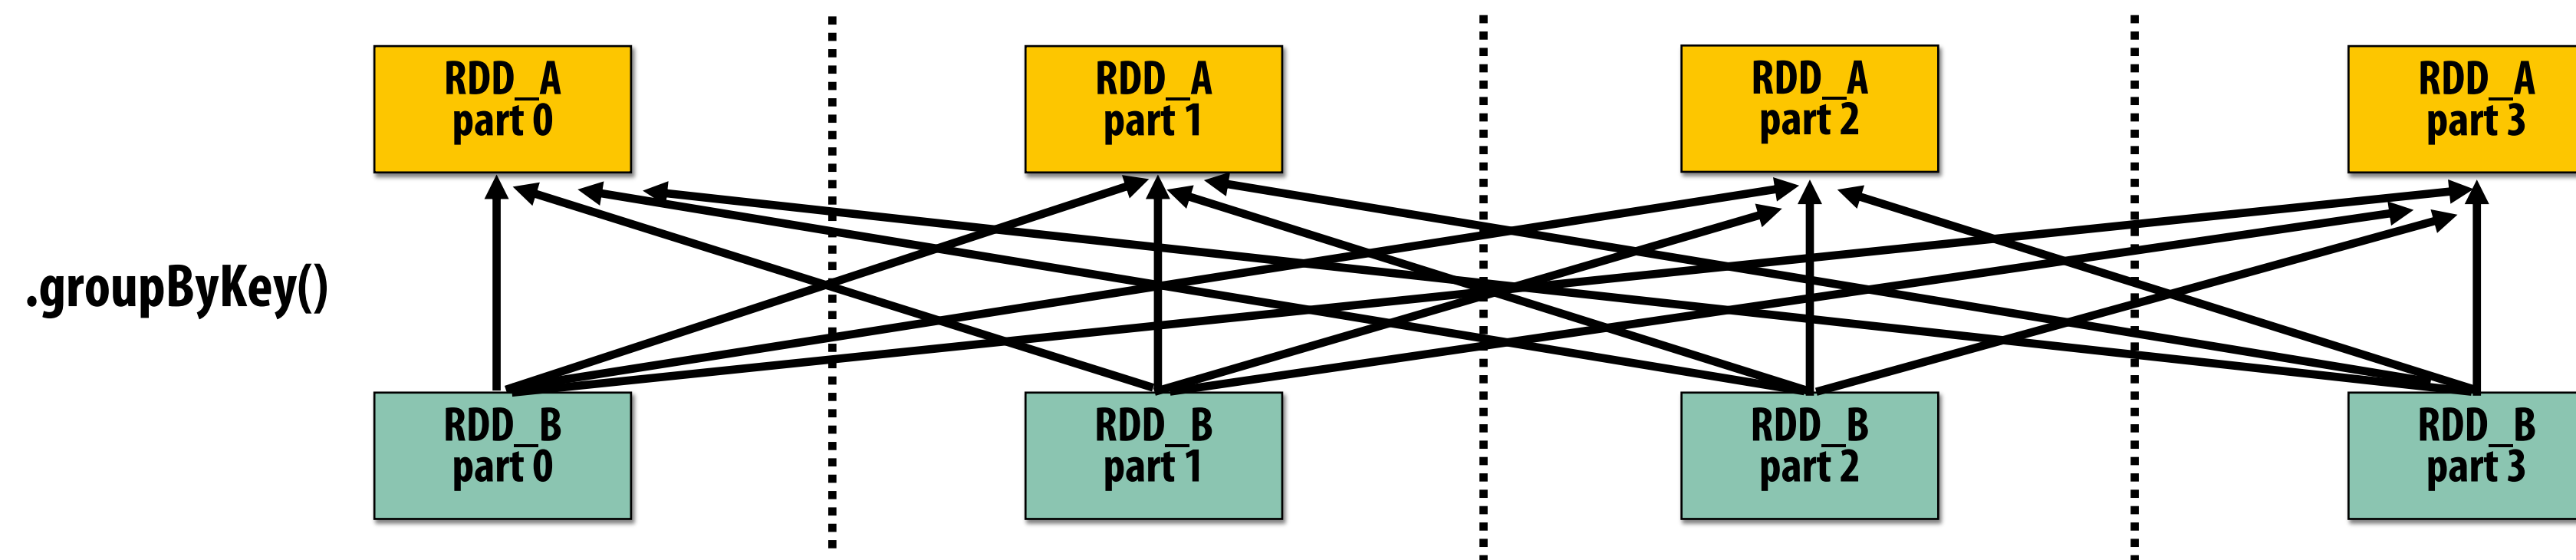 RDD_A
part 0
RDD_A
part 1
RDD_A
part 2
RDD_A
part 3
.groupByKey()
RDD_B
part 0
RDD_B
part 1
RDD_B
part 2
RDD_B
part 3